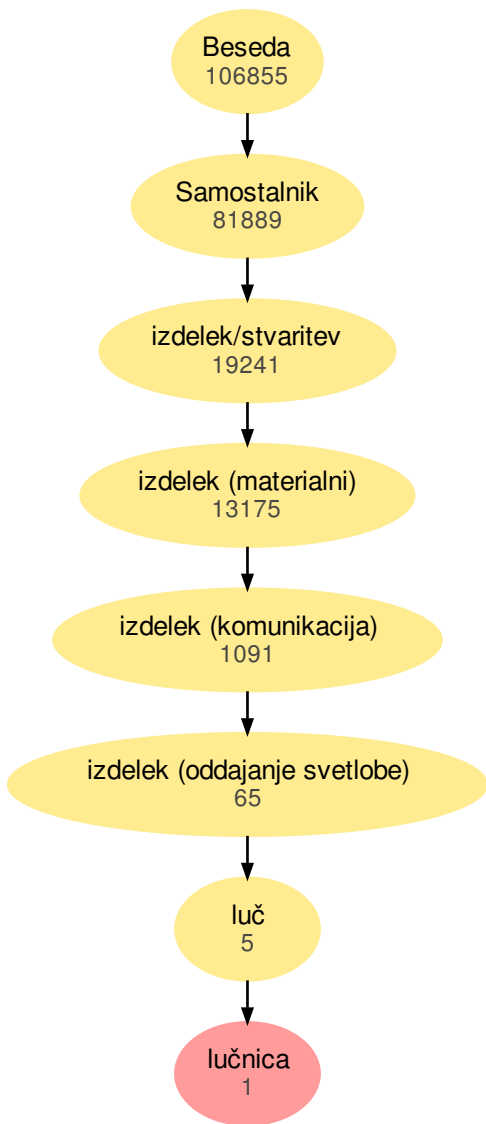 Beseda
106855
Samostalnik
81889
izdelek/stvaritev
19241
izdelek (materialni)
13175
izdelek (komunikacija)
1091
izdelek (oddajanje svetlobe)
65
luč
5
lučnica
1